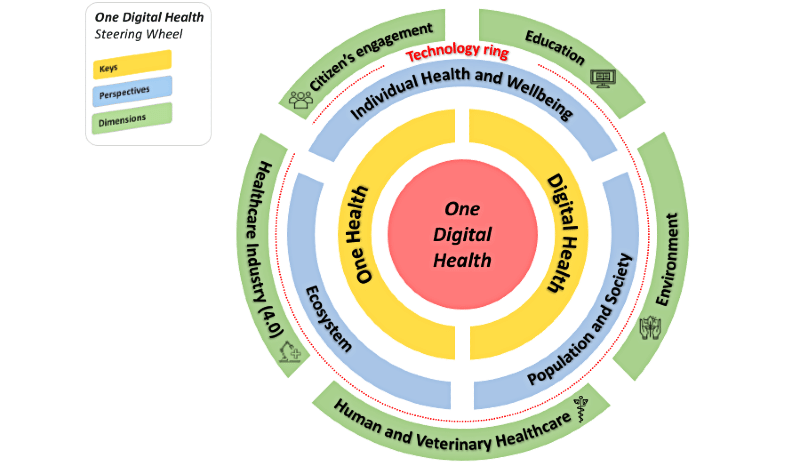 One Digital Health
Steering Wheel
Keys
Perspectives
Dimensions
Citizen's engagement
Education
Technology ring
Individual Health and Wellbeing
Healthcare Industry (4.0)
One Health
Digital Health
Environment
One
Digital
Health
Ecosystem
Population and Society
Human and Veterinary Healthcare